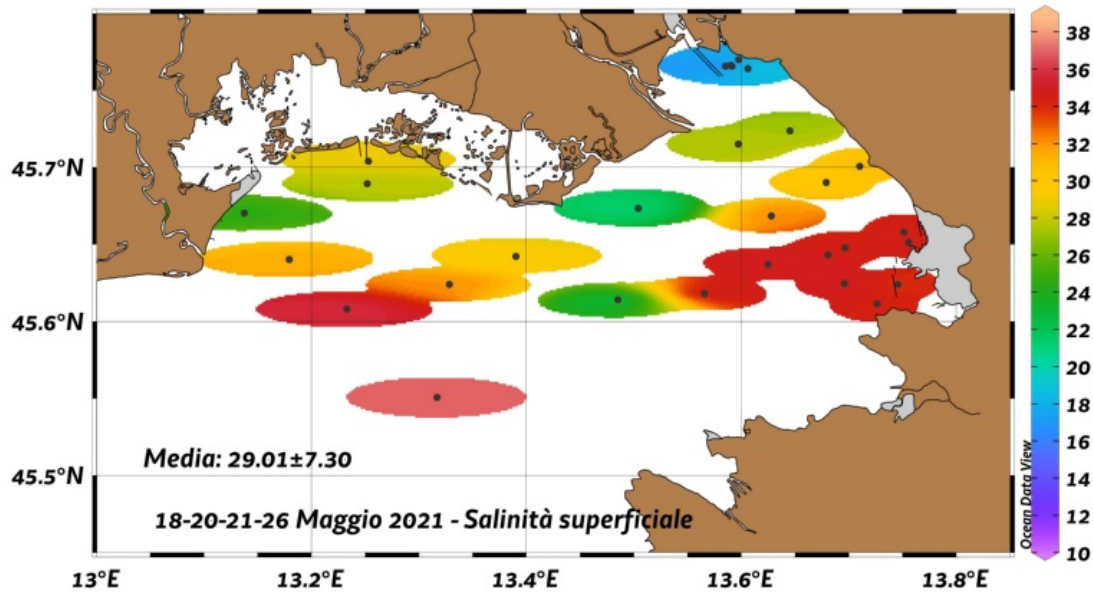 45.7°N
45.6°N
45.5°N
Media: 29.01±7.30
18-20-21-26 Maggio 2021 - Salinità superficiale
13°E
13.2°E
13.4°E
13.6°E
13.8°E
Ocean Data View
38
36
34
32
30
28
26
24
22
20
18
16
14
12
10